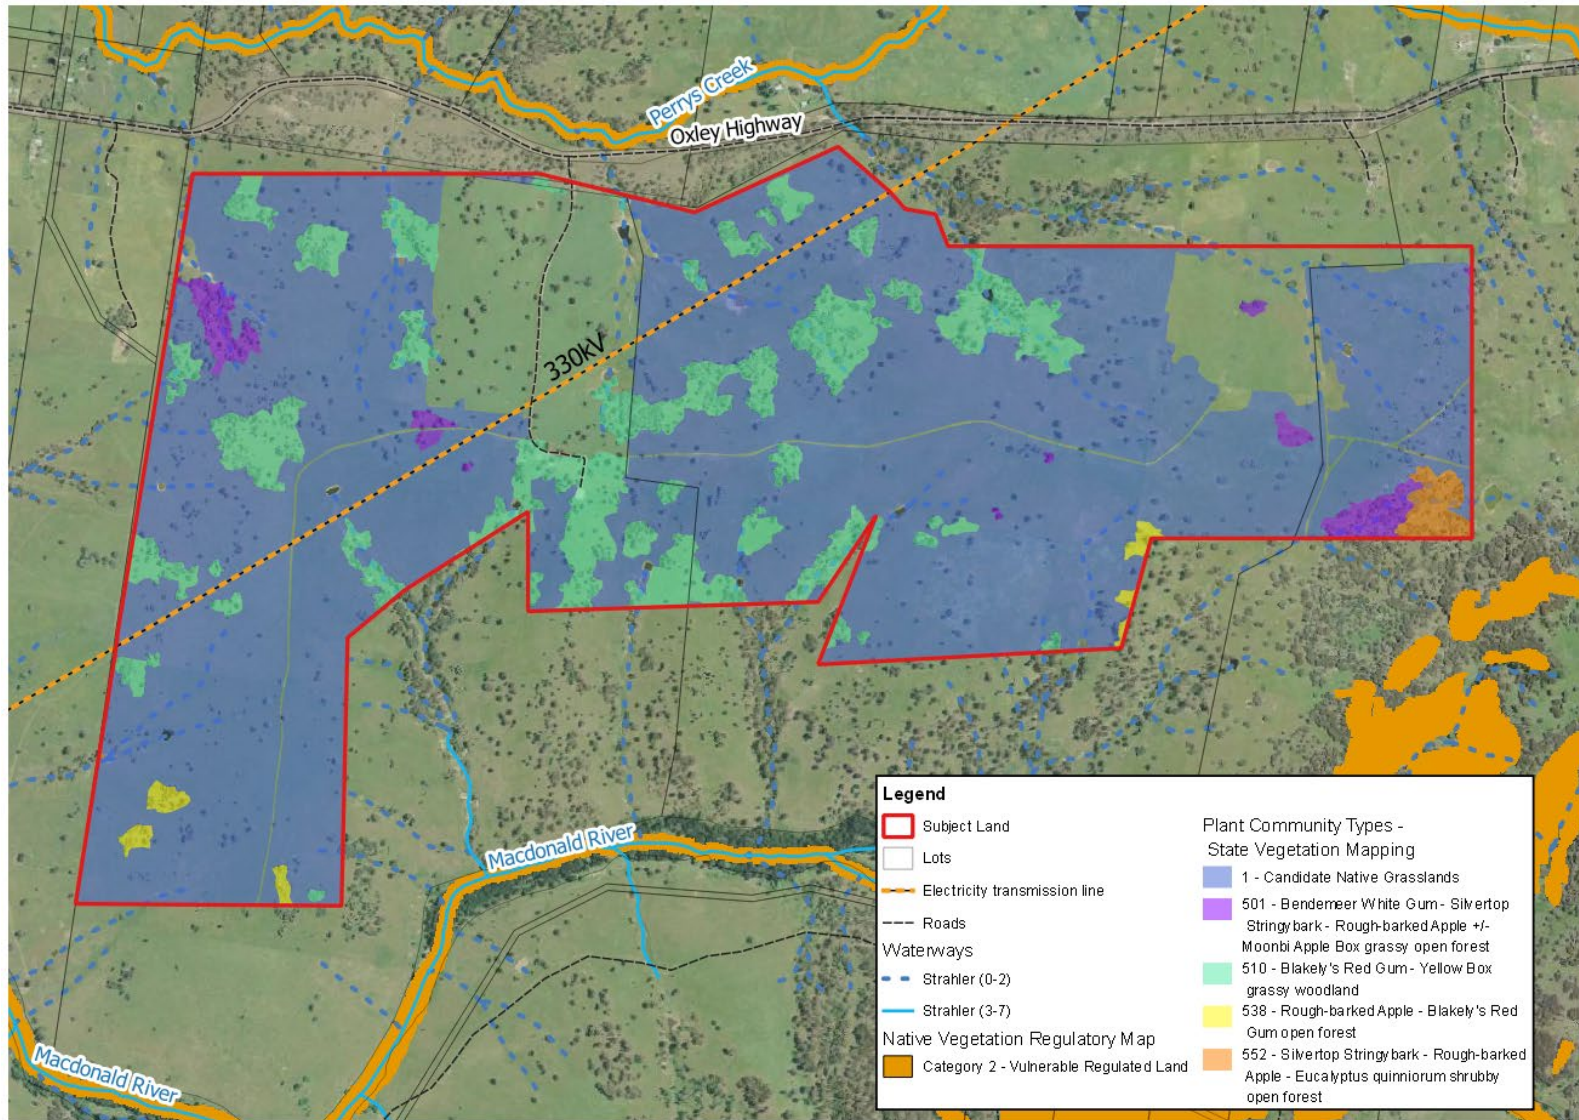 Perrys Creek
Oxley Highway
330kV
Macdonald River
Macdonald River
Legend
Subject Land
Lots
Electricity transmission line
Roads
Waterways
Strahler (0-2)
Strahler (3-7)
Native Vegetation Regulatory Map
Category 2 - Vulnerable Regulated Land
Plant Community Types -
State Vegetation Mapping
1 - Candidate Native Grasslands
501 - Bendemeer White Gum - Silvertop
Stringybark - Rough-barked Apple +/-
Moonbi Apple Box grassy open forest
510 - Blakely's Red Gum - Yellow Box
grassy woodland
538 - Rough-barked Apple - Blakely's Red
Gum open forest
552 - Silvertop Stringybark - Rough-barked
Apple - Eucalyptus quinniorum shrubby
open forest